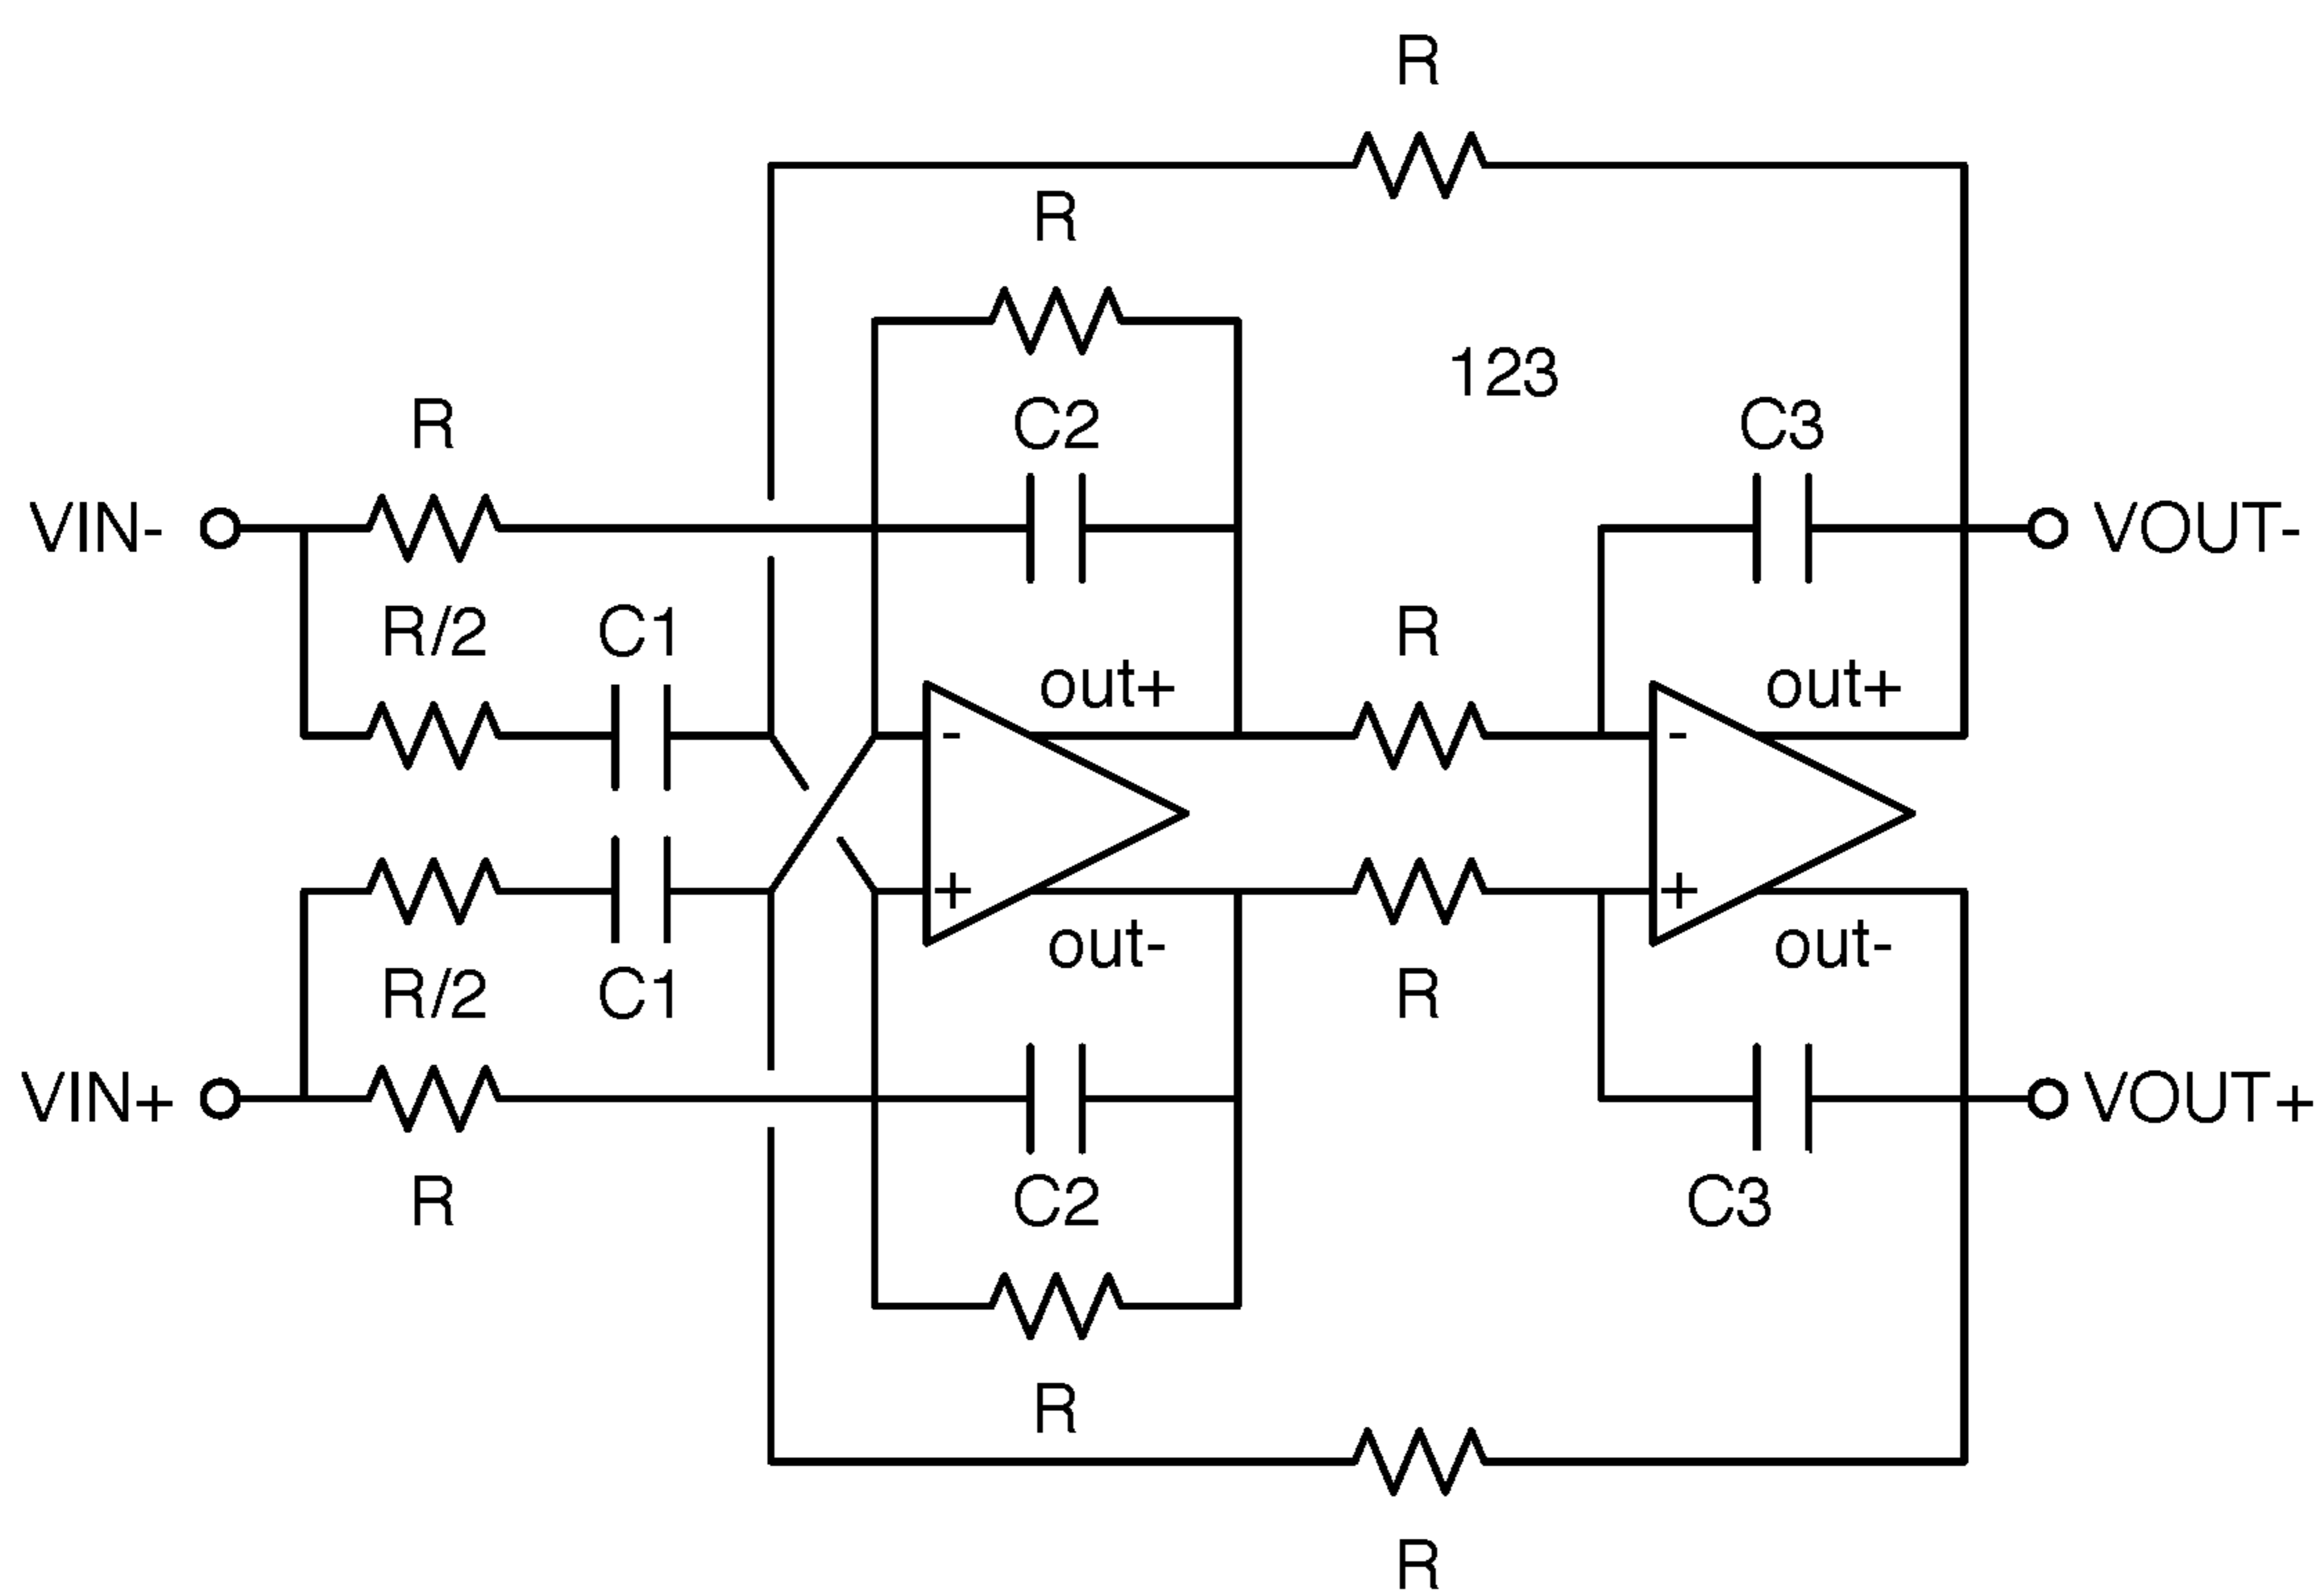 R
R
123
R
C2
C3
VIN-
VOUT-
R/2
C1
R
out+
out+
-
-
+
+
out-
out-
R/2
C1
R
VIN+
VOUT+
R
C2
C3
R
R